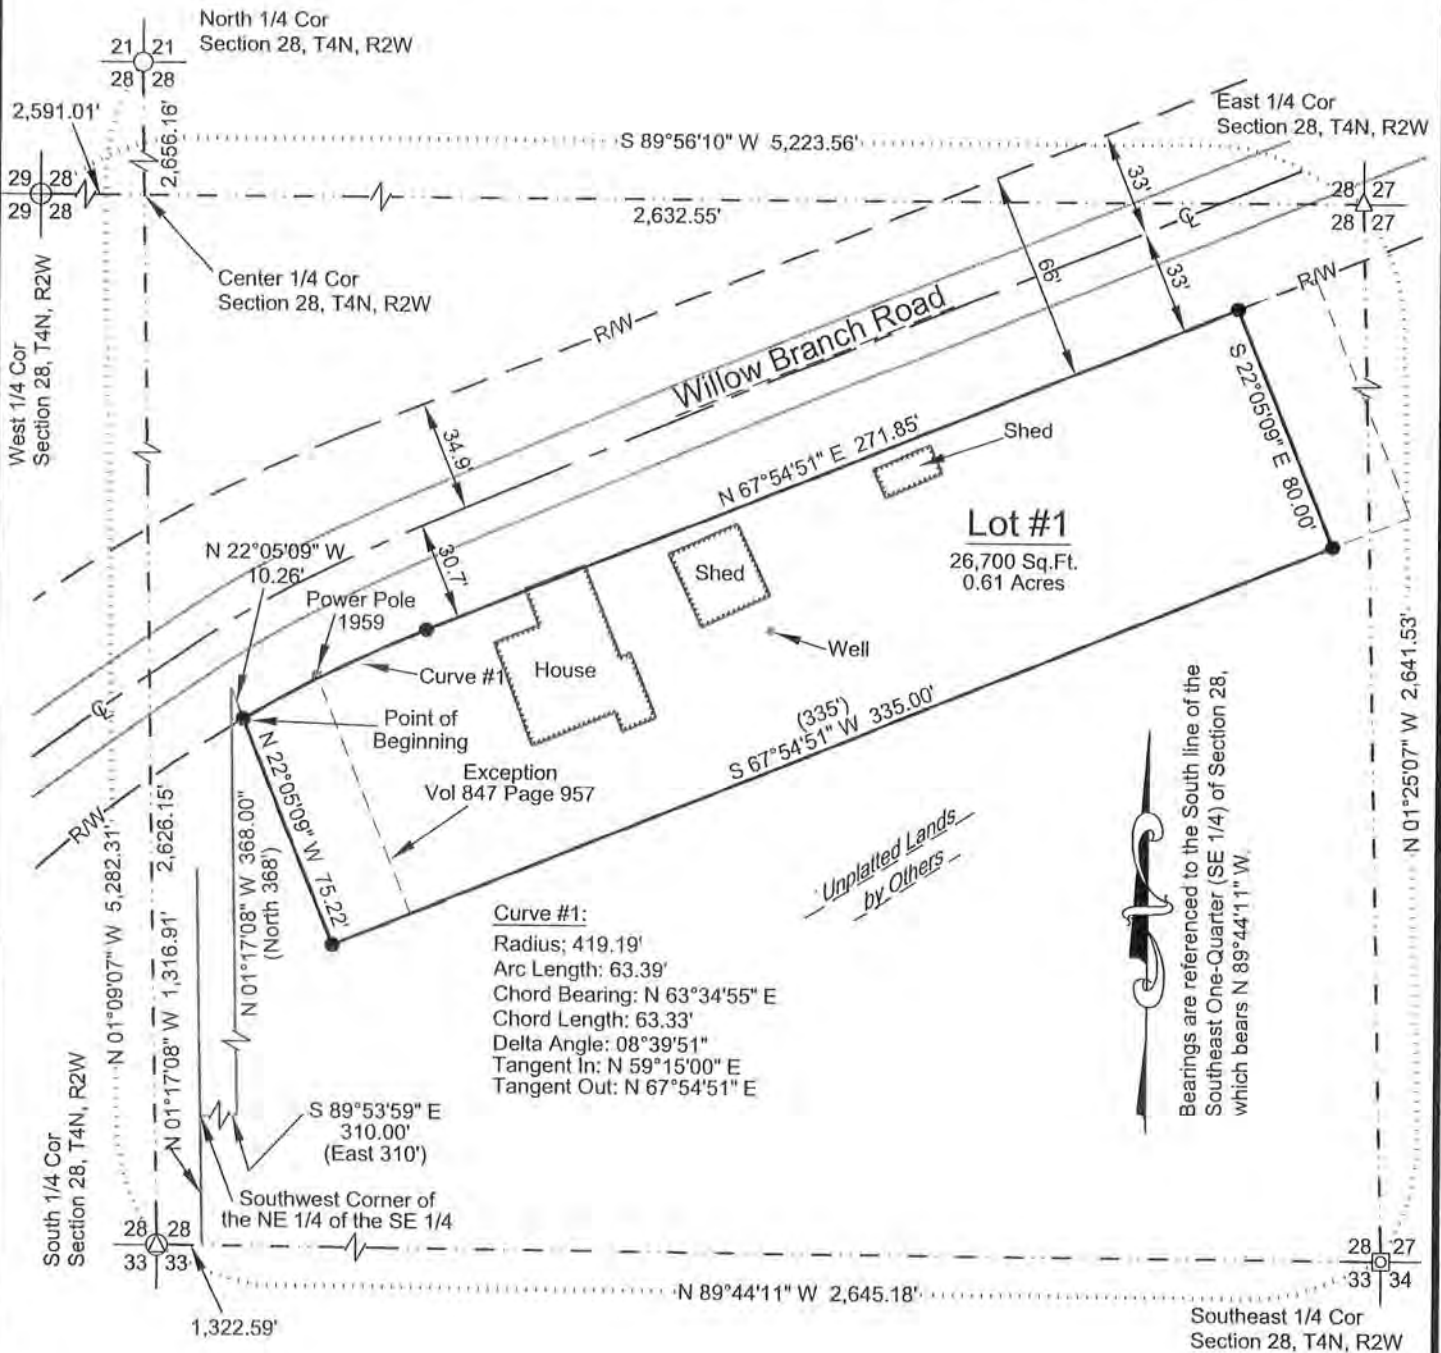 North 1/4 Cor
Section 28, T4N, R2W
21 21
28 28
2,591.01'
2,656.16'
S 89°56'10" W 5,223.56'
East 1/4 Cor
Section 28, T4N, R2W
29 28
29 28
2,632.55'
33'
℄
28 27
28 27
West 1/4 Cor
Section 28, T4N, R2W
Center 1/4 Cor
Section 28, T4N, R2W
66'
33'
R/W
R/W
Willow Branch Road
S 22°05'09" E 80.00'
34.9'
N 67°54'51" E 271.85'
Shed
Lot #1
26,700 Sq.Ft.
0.61 Acres
N 22°05'09" W
10.26'
30.7'
Shed
Power Pole
1959
Well
Curve #1
House
℄
Point of
Beginning
(335')
S 67°54'51" W 335.00'
N 22°05'09" W 75.22'
Exception
Vol 847 Page 957
R/W
N 01°09'07" W 5,282.31'
2,626.15'
N 01°17'08" W 1,316.91'
N 01°17'08" W 368.00"
(North 368')
Unplatted Lands
by Others
N 01°25'07" W 2,641.53'
Bearings are referenced to the South line of the
Southeast One-Quarter (SE 1/4) of Section 28,
which bears N 89°44'11" W.
Curve #1:
Radius; 419.19'
Arc Length: 63.39'
Chord Bearing: N 63°34'55" E
Chord Length: 63.33'
Delta Angle: 08°39'51"
Tangent In: N 59°15'00" E
Tangent Out: N 67°54'51" E
S 89°53'59" E
310.00'
(East 310')
South 1/4 Cor
Section 28, T4N, R2W
Southwest Corner of
the NE 1/4 of the SE 1/4
28 28
33 33
28 27
33 34
N 89°44'11" W 2,645.18'
1,322.59'
Southeast 1/4 Cor
Section 28, T4N, R2W